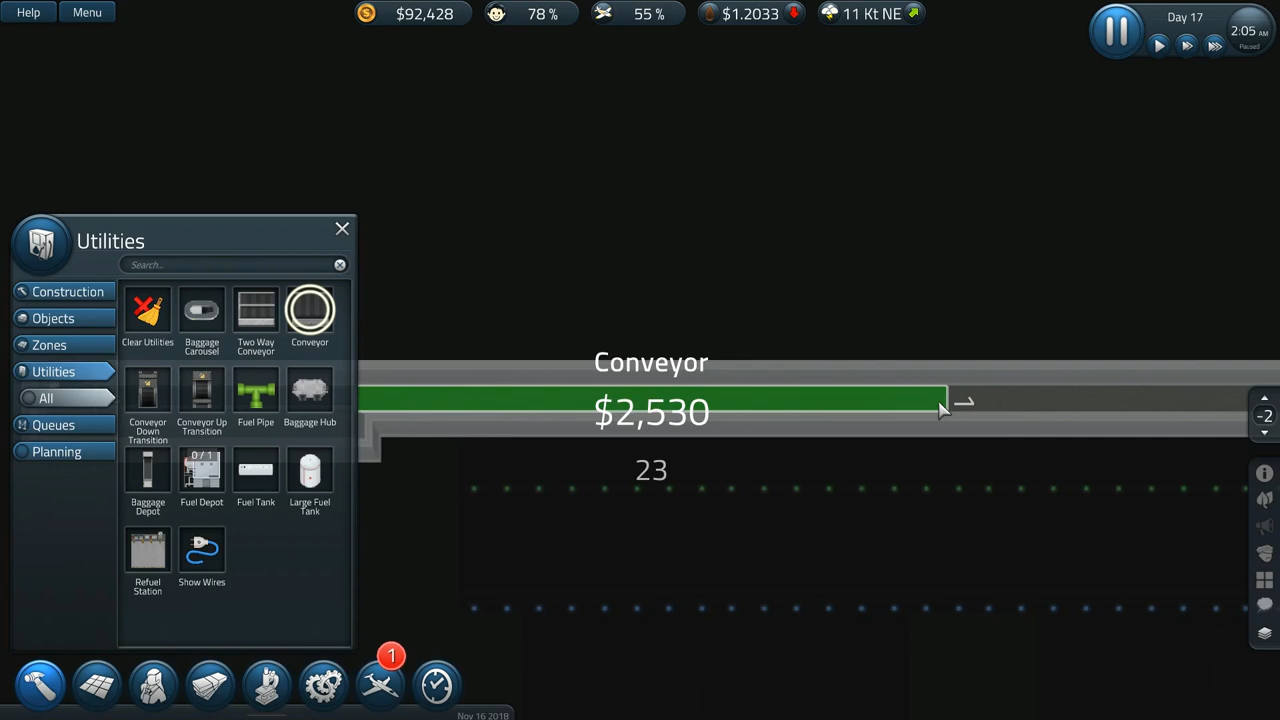 Help
Menu
$92,428
78 %
55 %
$1.2033
11 Kt NE
Day 17
2:05 AM
Paused
Utilities
Search...
Construction
Objects
Zones
Utilities
All
Queues
Planning
Clear Utilities
Baggage Carousel
Two Way Conveyor
Conveyor
Conveyor Down Transition
Conveyor Up Transition
Fuel Pipe
Baggage Hub
Baggage Depot
0 / 1
Fuel Depot
Fuel Tank
Large Fuel Tank
Refuel Station
Show Wires
Conveyor
$2,530
23
-2
1
Nov 16 2018